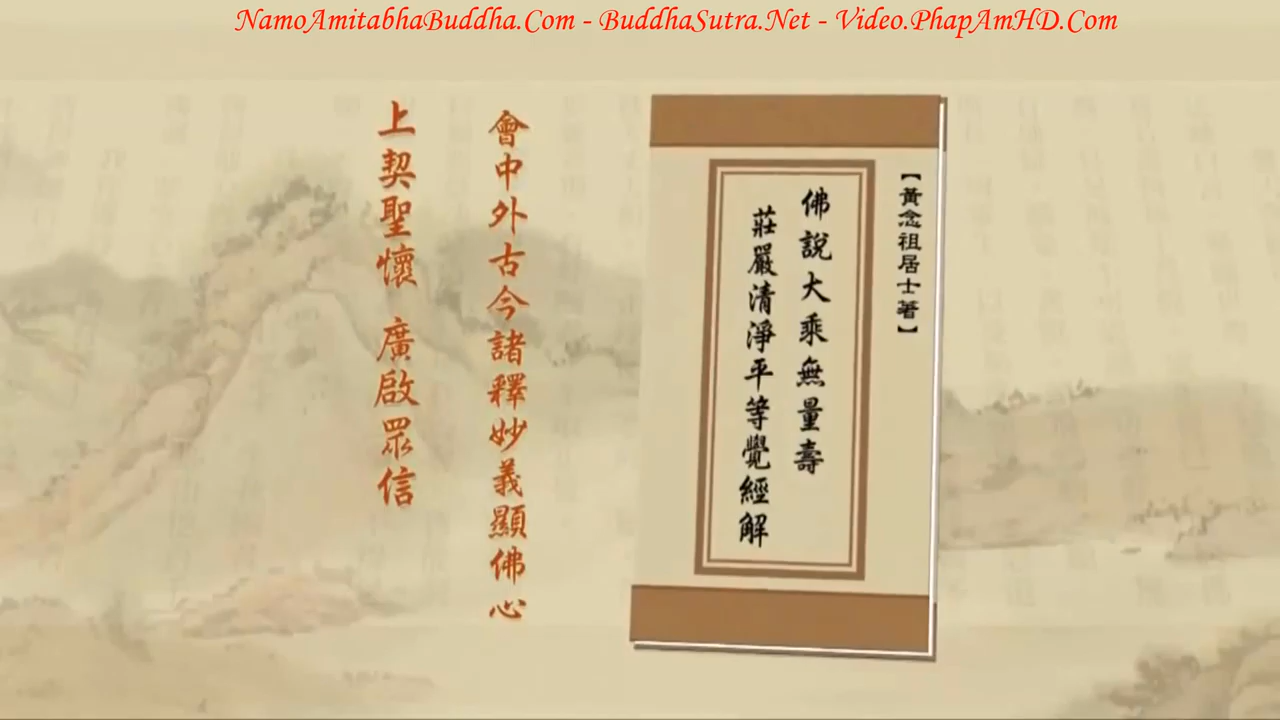 NamoAmitabhaBuddha.Com - BuddhaSutra.Net - Video.PhapAmHD.Com
【黃念祖居士著】
佛說大乘無量壽
莊嚴清淨平等覺經解
會中外古今諸釋妙義顯佛心
上契聖懷 廣啟眾信